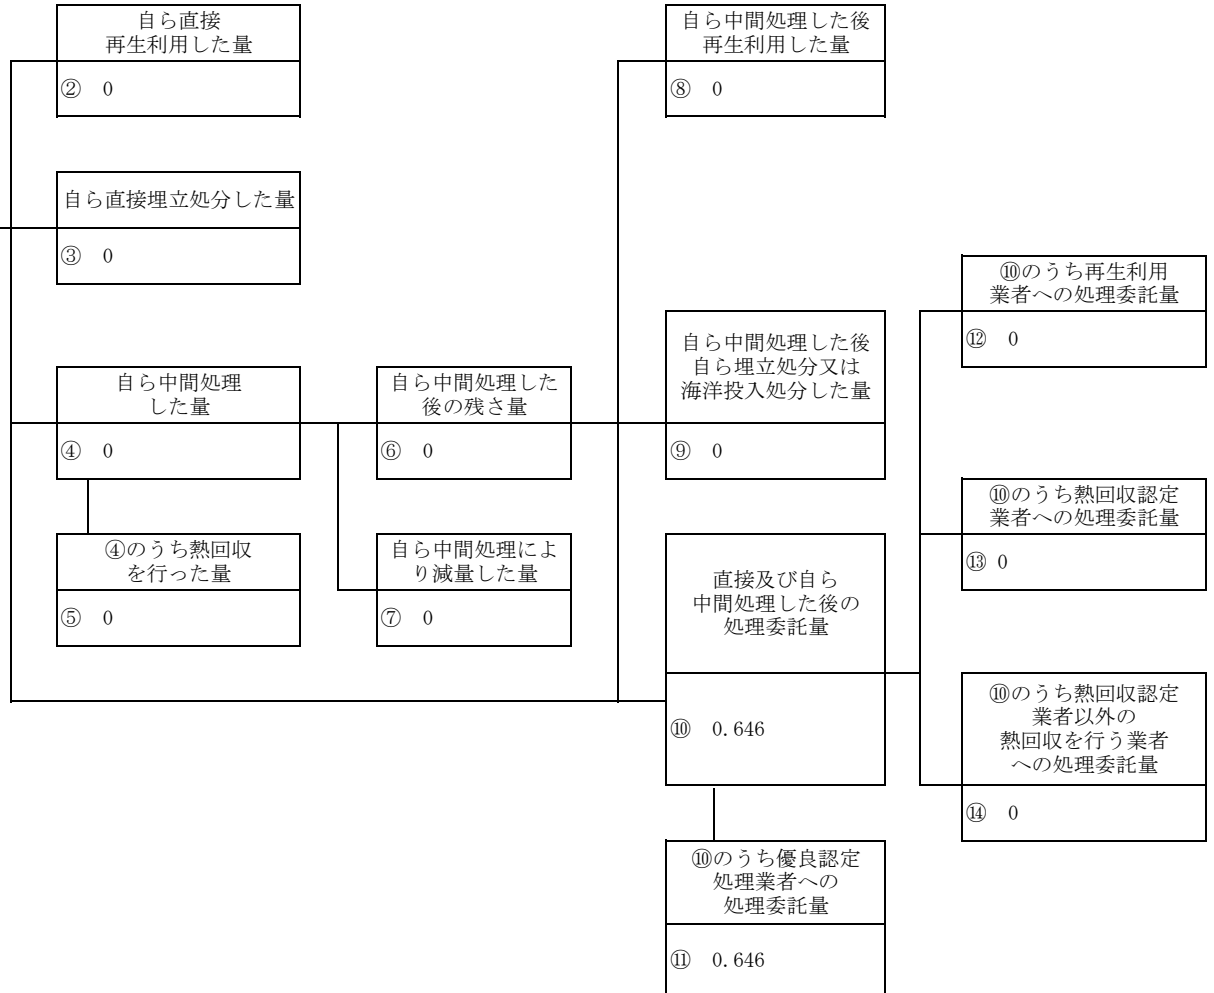 自ら直接
再生利用した量
② 0
自ら直接埋立処分した量
③ 0
自ら中間処理
した量
④ 0
④のうち熱回収
を行った量
⑤ 0
自ら中間処理した
後の残さ量
⑥ 0
自ら中間処理によ
り減量した量
⑦ 0
自ら中間処理した後
再生利用した量
⑧ 0
自ら中間処理した後
自ら埋立処分又は
海洋投入処分した量
⑨ 0
直接及び自ら
中間処理した後の
処理委託量
⑩ 0.646
⑩のうち優良認定
処理業者への
処理委託量
⑪ 0.646
⑩のうち再生利用
業者への処理委託量
⑫ 0
⑩のうち熱回収認定
業者への処理委託量
⑬ 0
⑩のうち熱回収認定
業者以外の
熱回収を行う業者
への処理委託量
⑭ 0